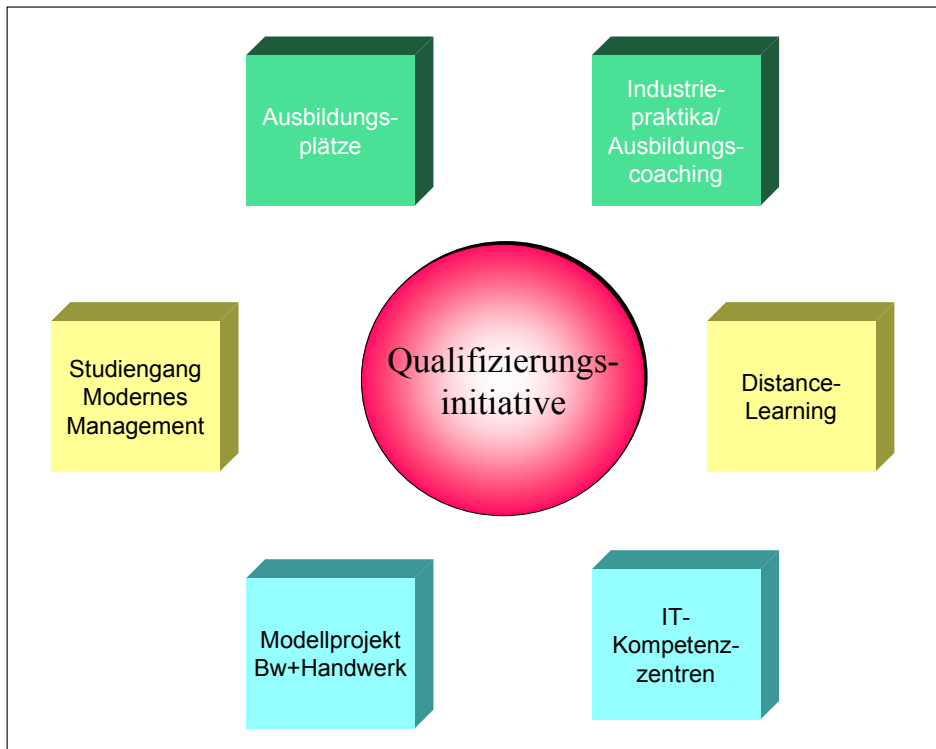 Ausbildungs-
plätze
Industrie-
praktika/
Ausbildungs-
coaching
Qualifizierungs-
initiative
Studiengang
Modernes
Management
Distance-
Learning
Modellprojekt
Bw+Handwerk
IT-
Kompetenz-
zentren